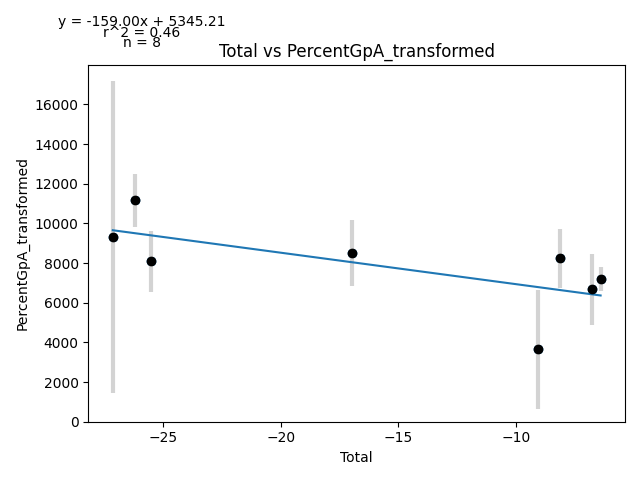 y = -159.00x + 5345.21
r^2 = 0.46
n = 8
Total vs PercentGpA_transformed
PercentGpA_transformed
16000
14000
12000
10000
8000
6000
4000
2000
0
−25
−20
−15
−10
Total